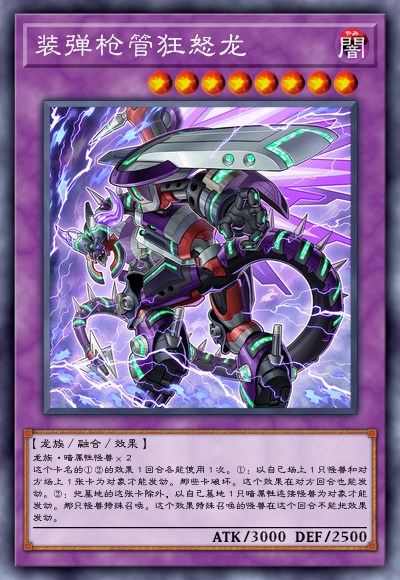 装弹枪管狂怒龙
やみ
闇
【龙族／融合／效果】
龙族·暗属性怪兽×2
这个卡名的①②的效果1回合各能使用1次。①：以自己场上1只怪兽和对
方场上1张卡为对象才能发动。那些卡破坏。这个效果在对方回合也能发
动。②：把墓地的这张卡除外，以自己墓地1只暗属性连接怪兽为对象才能
发动。那只怪兽特殊召唤。这个效果特殊召唤的怪兽在这个回合不能把效果
发动。
ATK/3000 DEF/2500